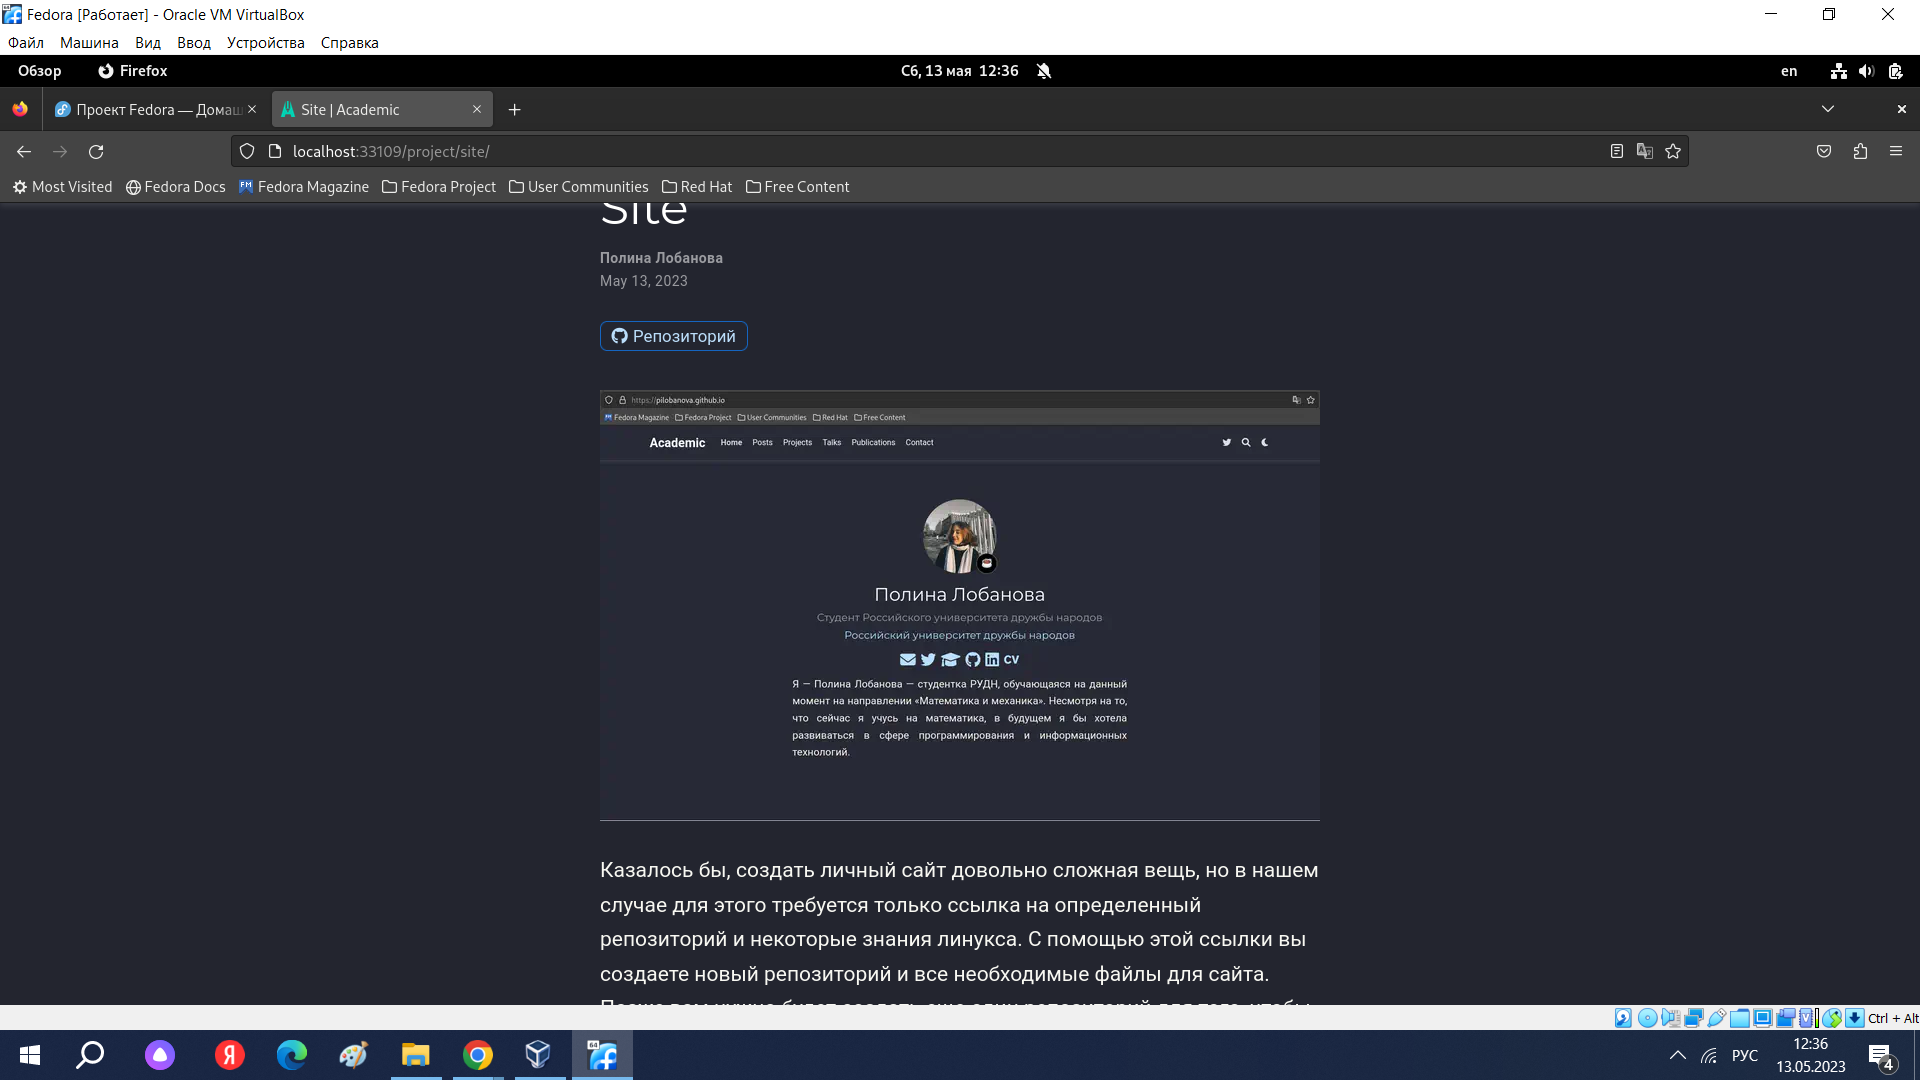 Fedora [Работает] - Oracle VM VirtualBox
Файл Машина Вид Ввод Устройства Справка
Обзор Firefox Сб, 13 мая 12:36 en
Проект Fedora — Домаш Site | Academic
localhost:33109/project/site/
Most Visited Fedora Docs Fedora Magazine Fedora Project User Communities Red Hat Free Content
Site
Полина Лобанова
May 13, 2023
Репозиторий
https://pilobanova.github.io
Fedora Magazine Fedora Project User Communities Red Hat Free Content
Academic Home Posts Projects Talks Publications Contact
Полина Лобанова
Студент Российского университета дружбы народов
Российский университет дружбы народов
CV
Я — Полина Лобанова — студентка РУДН, обучающаяся на данный
момент на направлении «Математика и механика». Несмотря на то,
что сейчас я учусь на математика, в будущем я бы хотела
развиваться в сфере программирования и информационных
технологий.
Казалось бы, создать личный сайт довольно сложная вещь, но в нашем
случае для этого требуется только ссылка на определенный
репозиторий и некоторые знания линукса. С помощью этой ссылки вы
создаете новый репозиторий и все необходимые файлы для сайта.
Ctrl + Alt
РУС 12:36
13.05.2023
4